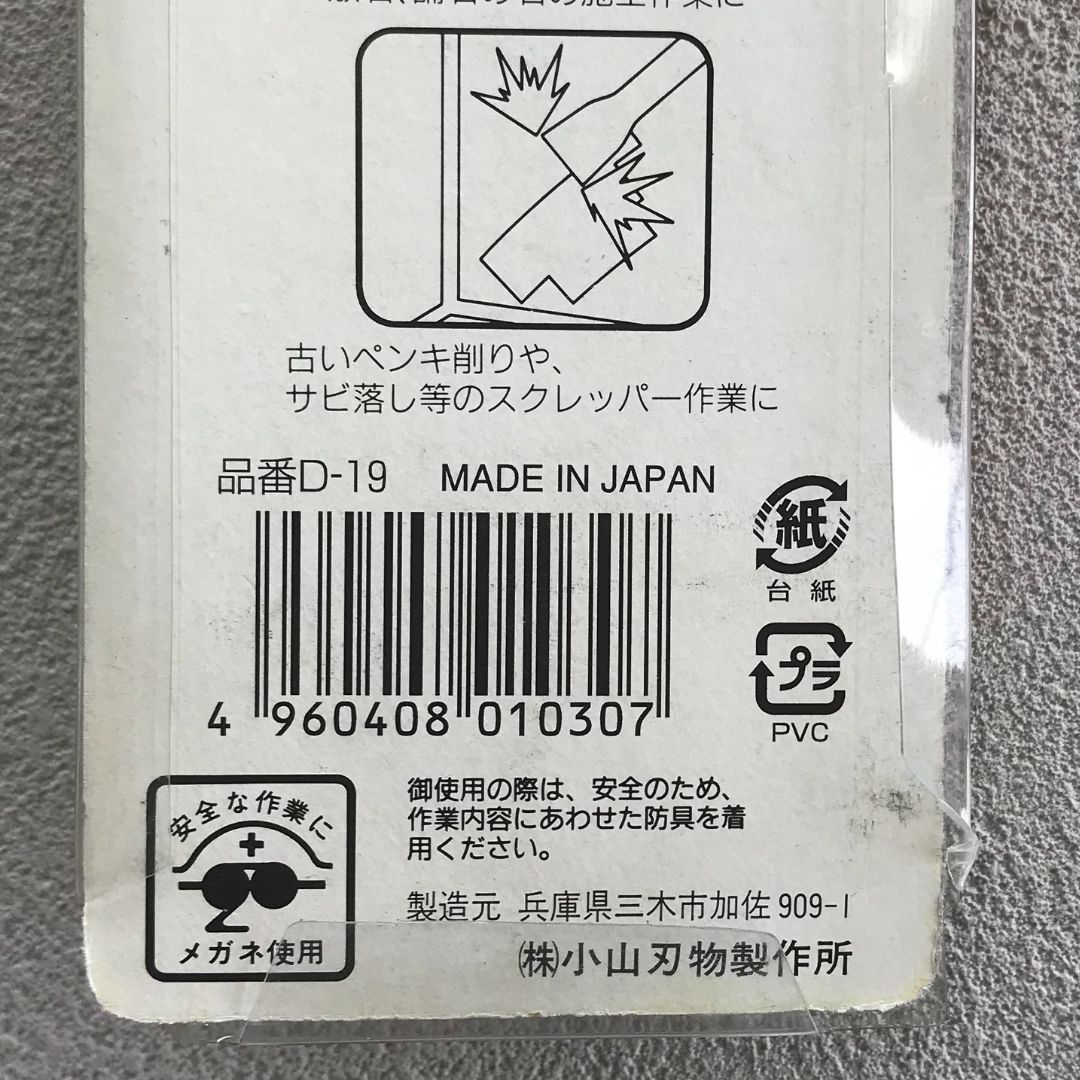 古いペンキ削りや、
サビ落し等のスクレッパー作業に
品番D-19 MADE IN JAPAN
紙
台紙
プラ
PVC
4 960408 010307
安全な作業に
メガネ使用
御使用の際は、安全のため、
作業内容にあわせた防具を着
用ください。
製造元 兵庫県三木市加佐909-1
㈱小山刃物製作所